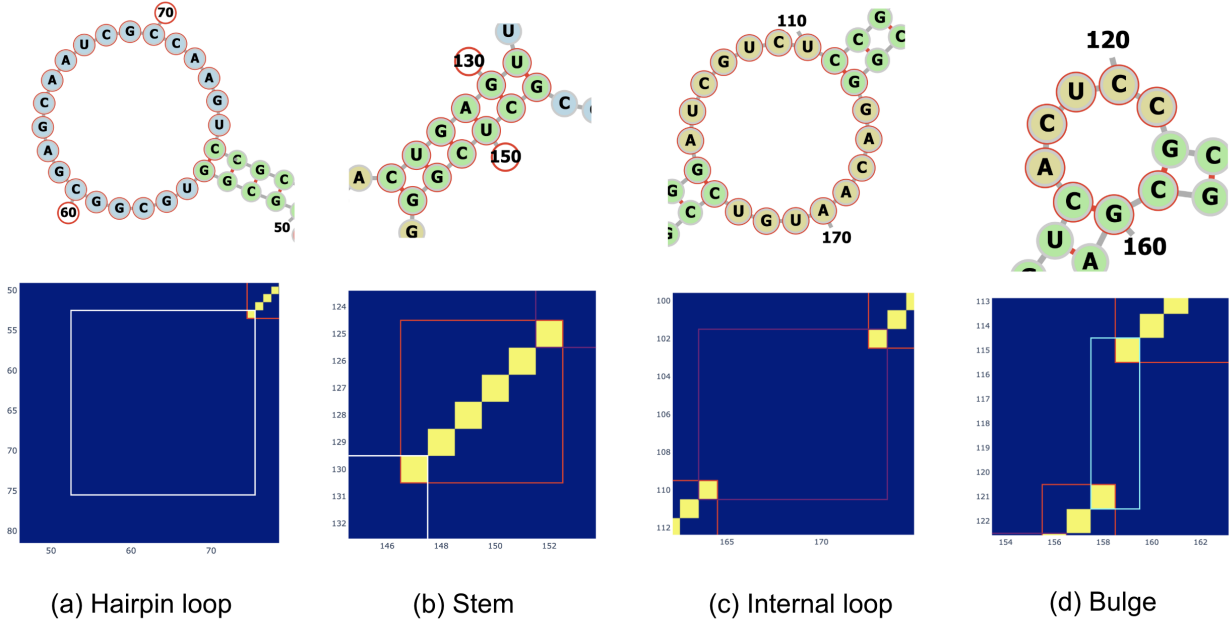 70
G U G C G G C G A G C A A U C G C C A A G U C
C G C
G C G
60
50
U
130
U
G G C
A C
G U
U C 150
A C G
G
G
110
G A U C G U C U C
C G C G
G G A C A A U G U C
G C G
170
120
A C U C C
G C
C G
C G
U A
160
50
55
60
65
70
75
80
50 60 70
124
125
126
127
128
129
130
131
132
146 148 150 152
100
102
104
106
108
110
112
165 170
113
114
115
116
117
118
119
120
121
122
154 156 158 160 162
(a) Hairpin loop
(b) Stem
(c) Internal loop
(d) Bulge